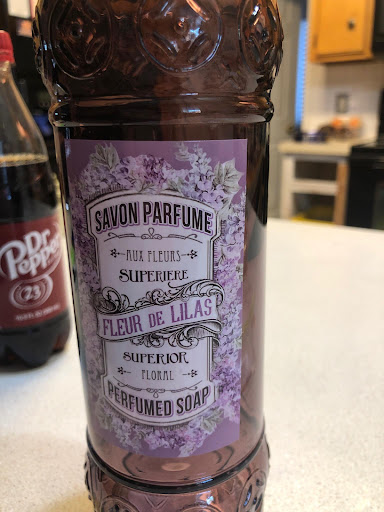 SAVON PARFUME
AUX FLEURS
SUPERIERE
FLEUR DE LILAS
SUPERIOR
FLORAL
PERFUMED SOAP
Dr Pepper
23